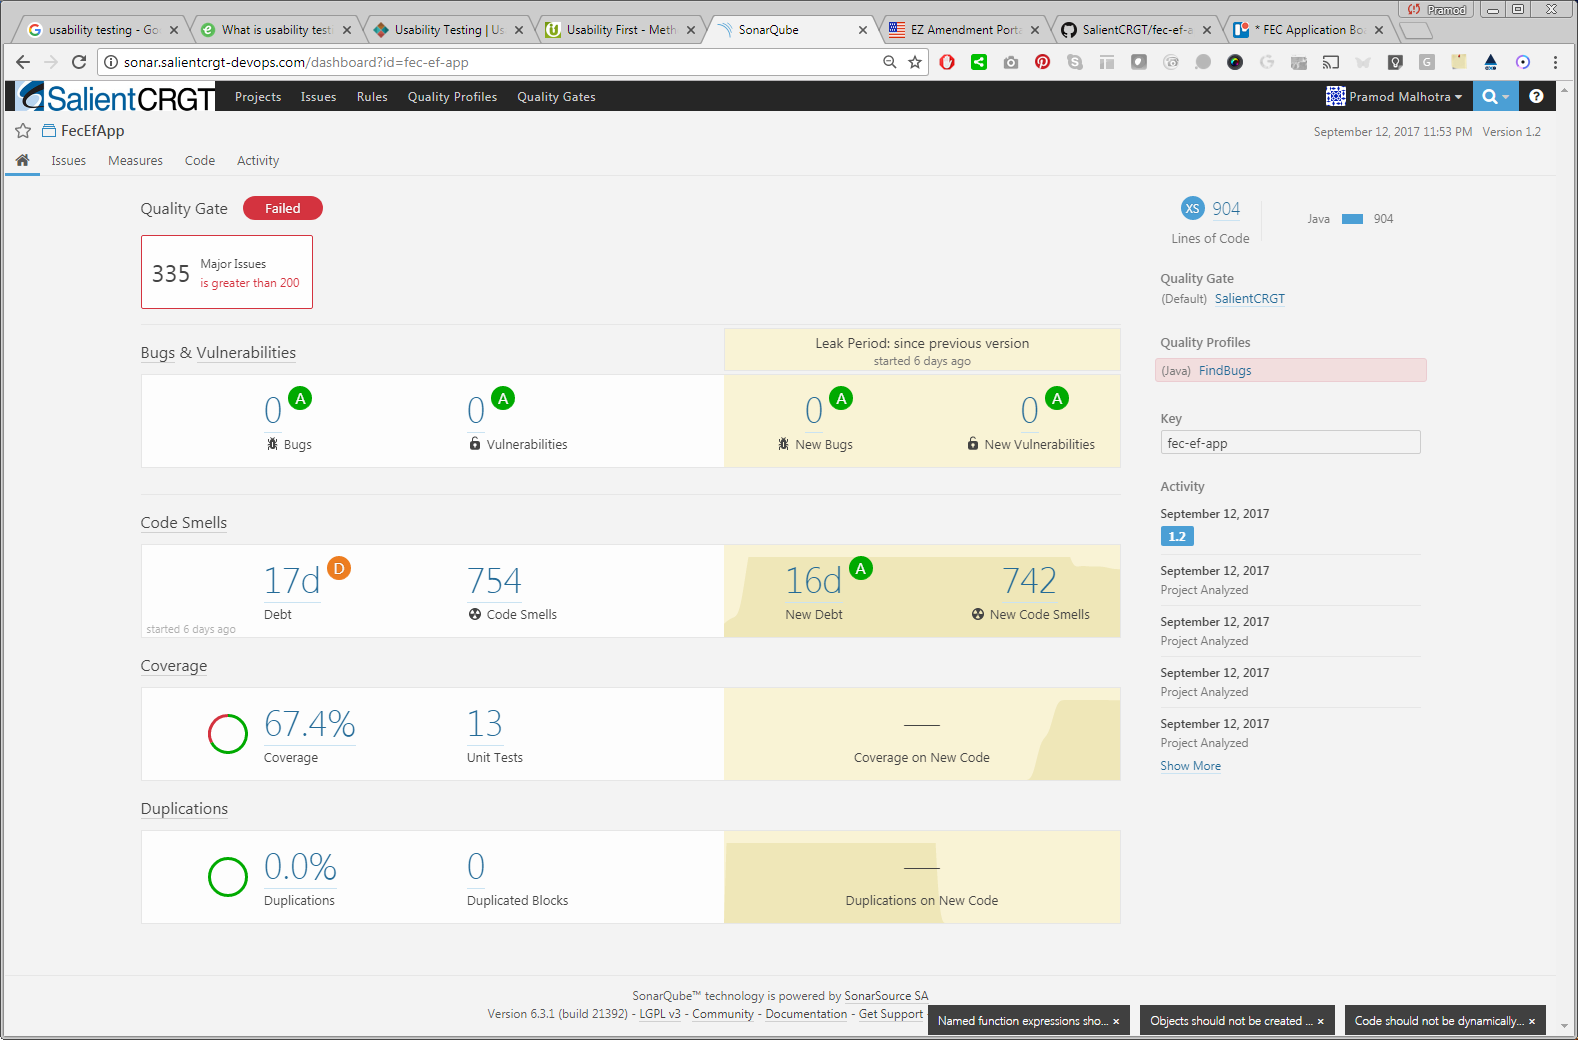 Pramod
usability testing - Goo
What is usability testi
Usability Testing | Us
Usability First - Meth
SonarQube
EZ Amendment Porta
SalientCRGT/fec-ef-a
* FEC Application Boa
sonar.salientcrgt-devops.com/dashboard?id=fec-ef-app
SalientCRGT Projects Issues Rules Quality Profiles Quality Gates Pramod Malhotra
FecEfApp
September 12, 2017 11:53 PM Version 1.2
Issues Measures Code Activity
Quality Gate Failed
335 Major Issues
is greater than 200
XS 904
Lines of Code
Java 904
Quality Gate
(Default) SalientCRGT
Quality Profiles
(Java) FindBugs
Key
fec-ef-app
Activity
September 12, 2017
1.2
September 12, 2017
Project Analyzed
September 12, 2017
Project Analyzed
September 12, 2017
Project Analyzed
September 12, 2017
Project Analyzed
Show More
Bugs & Vulnerabilities
Leak Period: since previous version
started 6 days ago
0 A 0 A 0 A 0 A
Bugs Vulnerabilities New Bugs New Vulnerabilities
Code Smells
17d D 754 16d A 742
Debt Code Smells New Debt New Code Smells
started 6 days ago
Coverage
67.4% 13
Coverage Unit Tests Coverage on New Code
Duplications
0.0% 0
Duplications Duplicated Blocks Duplications on New Code
SonarQube™ technology is powered by SonarSource SA
Version 6.3.1 (build 21392) - LGPL v3 - Community - Documentation - Get Support
Named function expressions sho... ×
Objects should not be created ... ×
Code should not be dynamically... ×